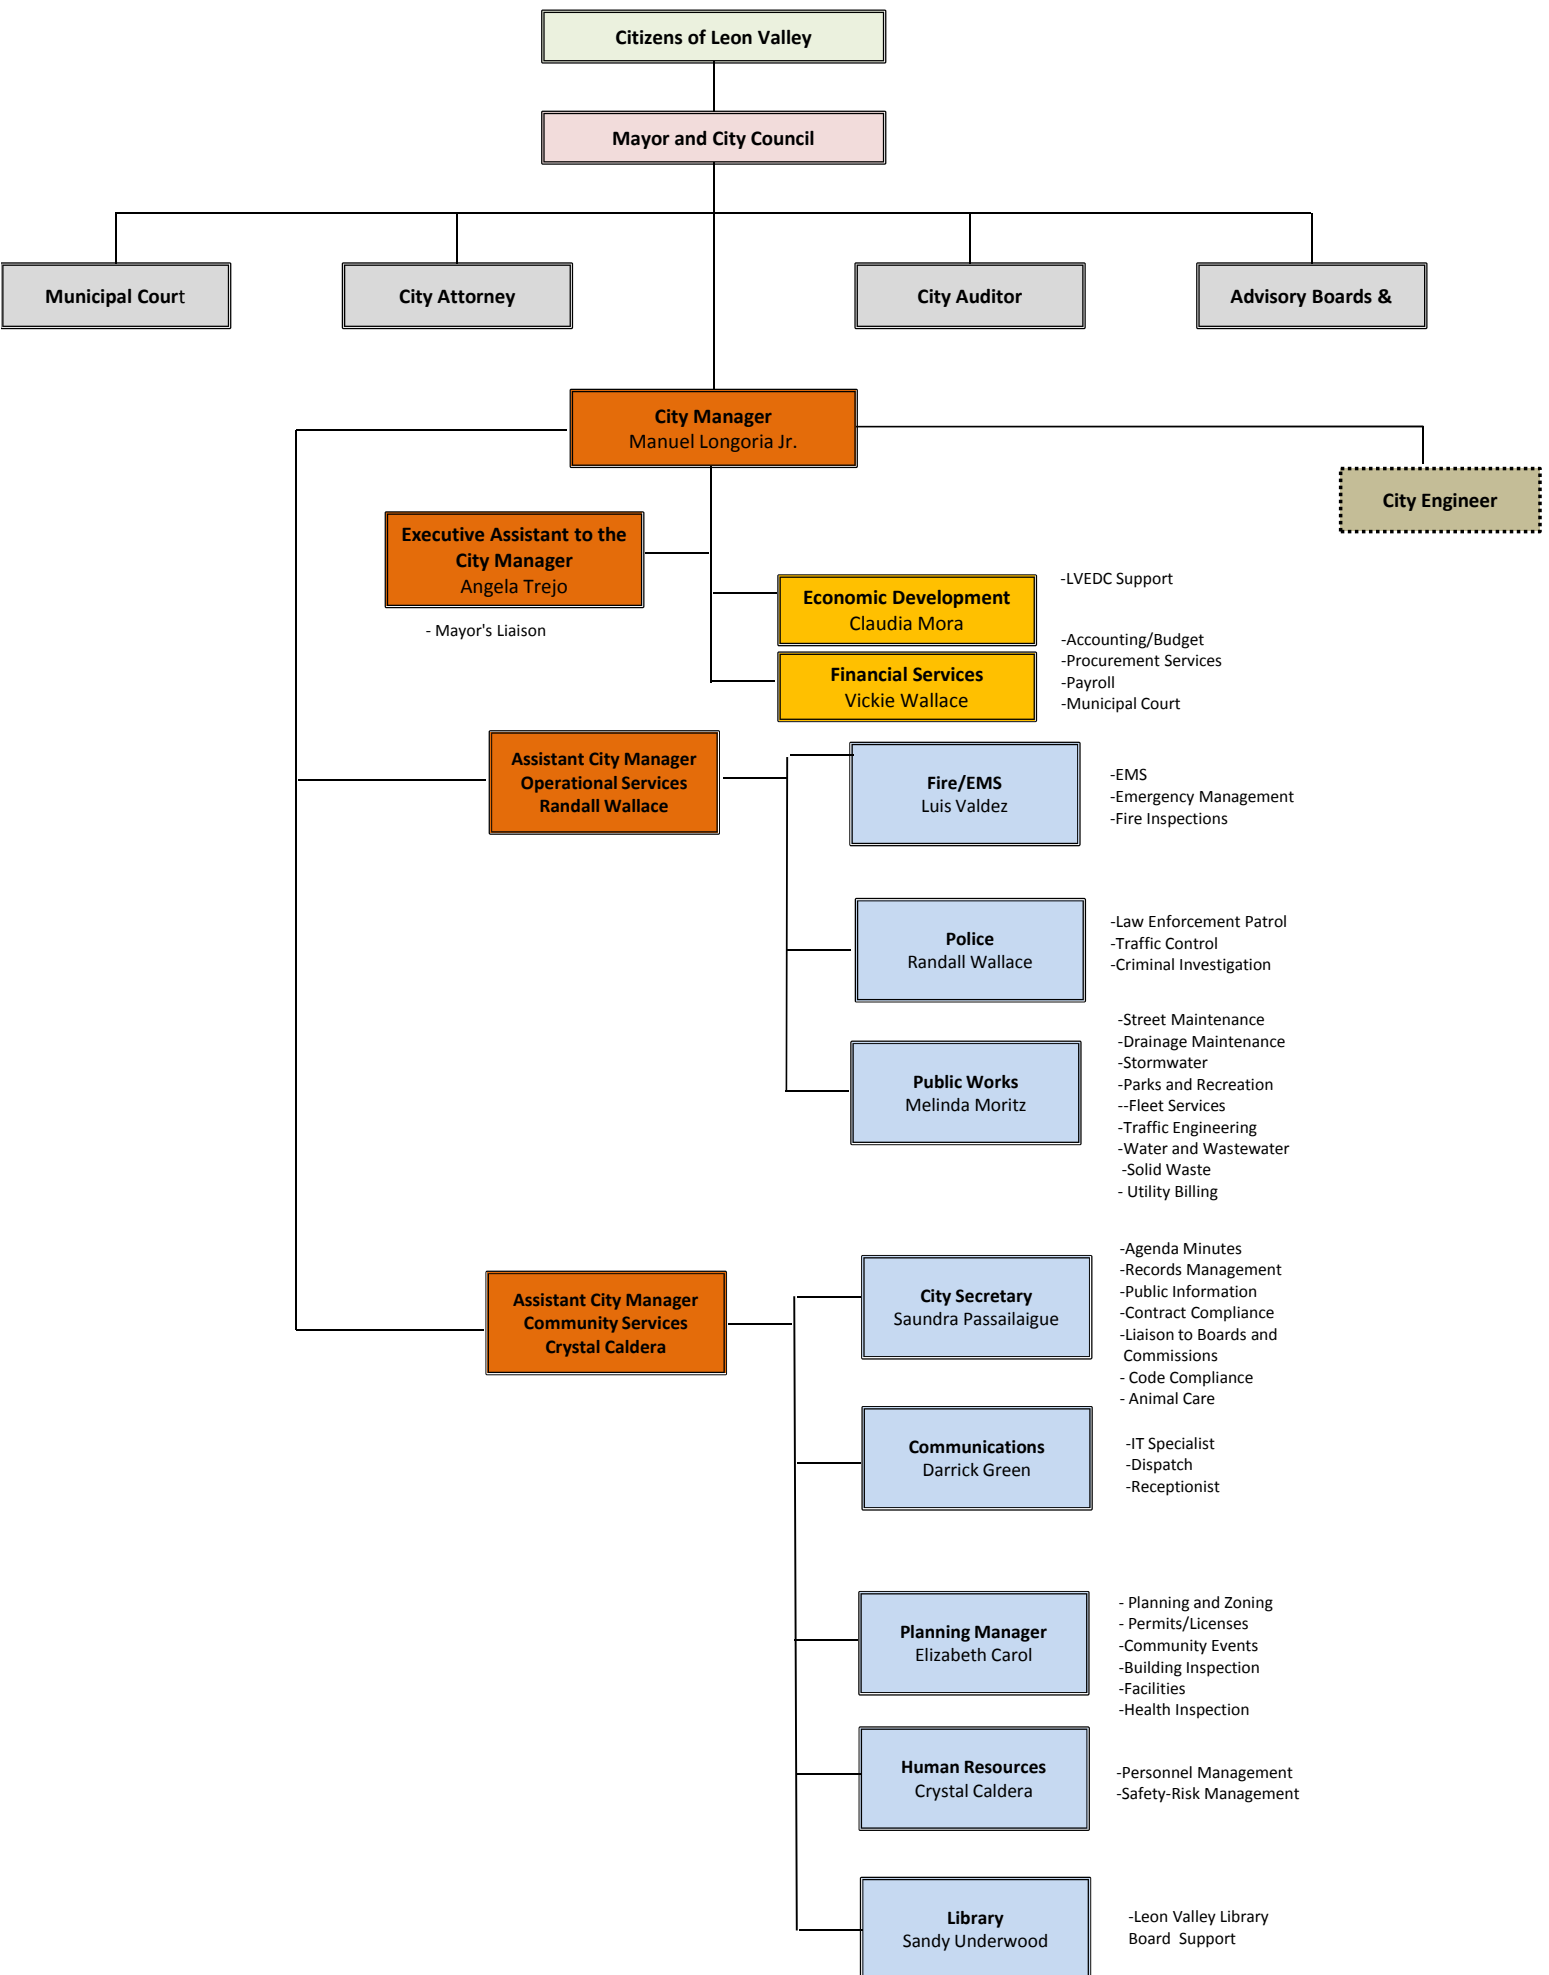 Citizens of Leon Valley
Mayor and City Council
Municipal Court
City Attorney
City Auditor
Advisory Boards &
City Manager
Manuel Longoria Jr.
City Engineer
Executive Assistant to the
City Manager
Angela Trejo
- Mayor's Liaison
Economic Development
Claudia Mora
-LVEDC Support
Financial Services
Vickie Wallace
-Accounting/Budget
-Procurement Services
-Payroll
-Municipal Court
Assistant City Manager
Operational Services
Randall Wallace
Fire/EMS
Luis Valdez
-EMS
-Emergency Management
-Fire Inspections
Police
Randall Wallace
-Law Enforcement Patrol
-Traffic Control
-Criminal Investigation
Public Works
Melinda Moritz
-Street Maintenance
-Drainage Maintenance
-Stormwater
-Parks and Recreation
--Fleet Services
-Traffic Engineering
-Water and Wastewater
-Solid Waste
- Utility Billing
Assistant City Manager
Community Services
Crystal Caldera
City Secretary
Saundra Passailaigue
-Agenda Minutes
-Records Management
-Public Information
-Contract Compliance
-Liaison to Boards and
Commissions
- Code Compliance
- Animal Care
Communications
Darrick Green
-IT Specialist
-Dispatch
-Receptionist
Planning Manager
Elizabeth Carol
- Planning and Zoning
- Permits/Licenses
-Community Events
-Building Inspection
-Facilities
-Health Inspection
Human Resources
Crystal Caldera
-Personnel Management
-Safety-Risk Management
Library
Sandy Underwood
-Leon Valley Library
Board  Support